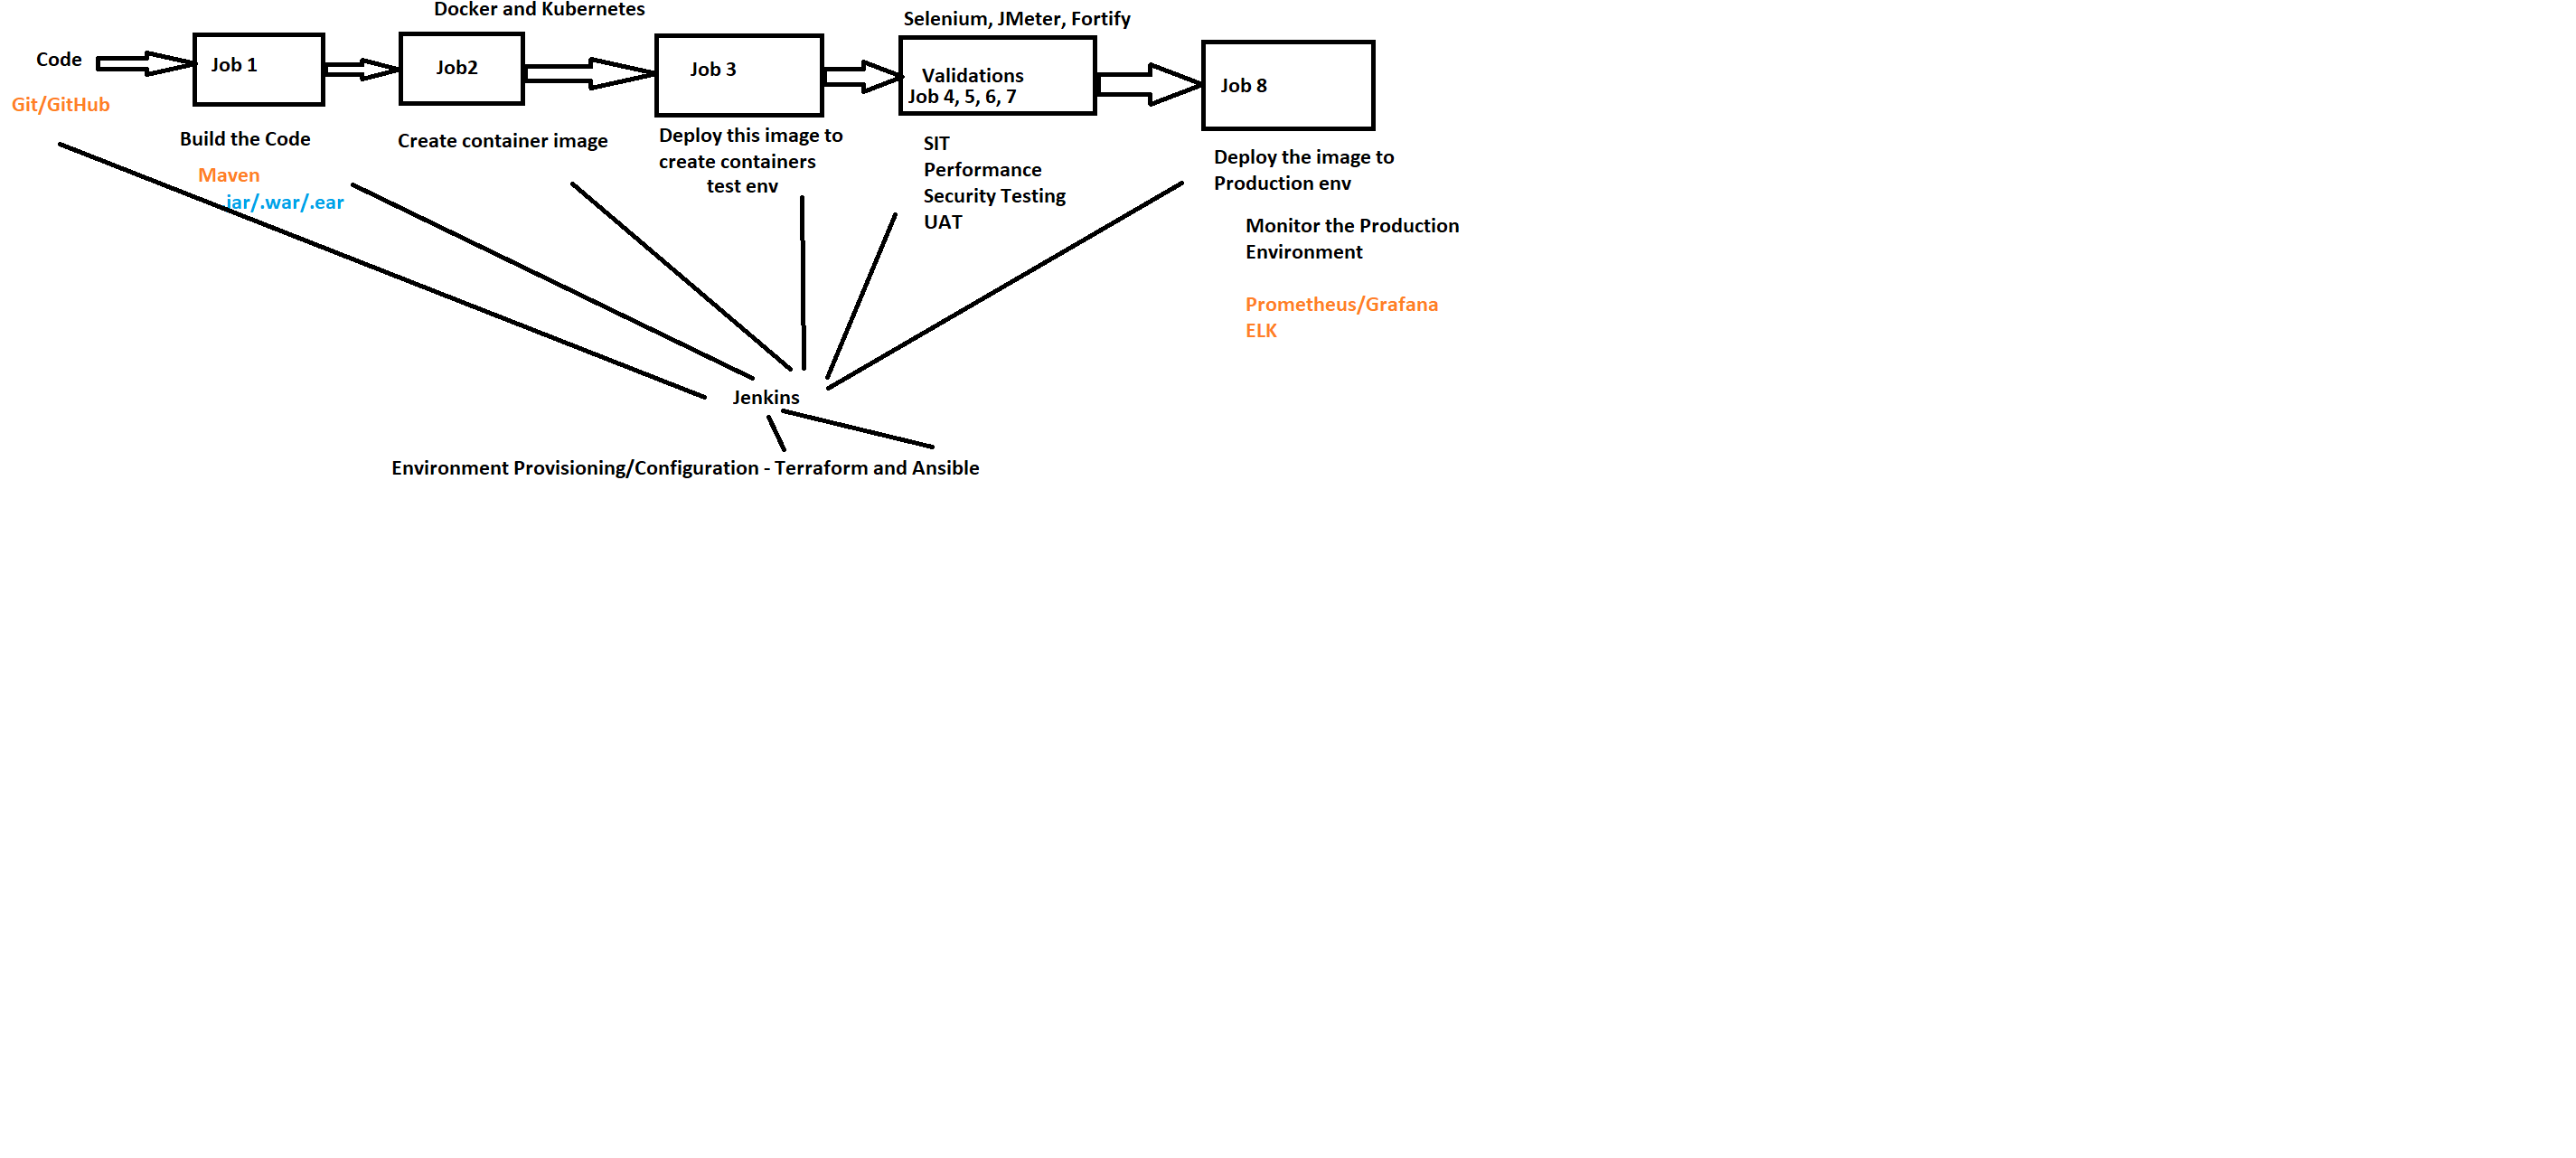 Docker and Kubernetes
Selenium, JMeter, Fortify
Code
Job 1
Job2
Job 3
Validations
Job 4, 5, 6, 7
Job 8
Git/GitHub
Build the Code
Maven
jar/.war/.ear
Create container image
Deploy this image to
create containers
test env
SIT
Performance
Security Testing
UAT
Deploy the image to
Production env
Monitor the Production
Environment
Prometheus/Grafana
ELK
Jenkins
Environment Provisioning/Configuration - Terraform and Ansible